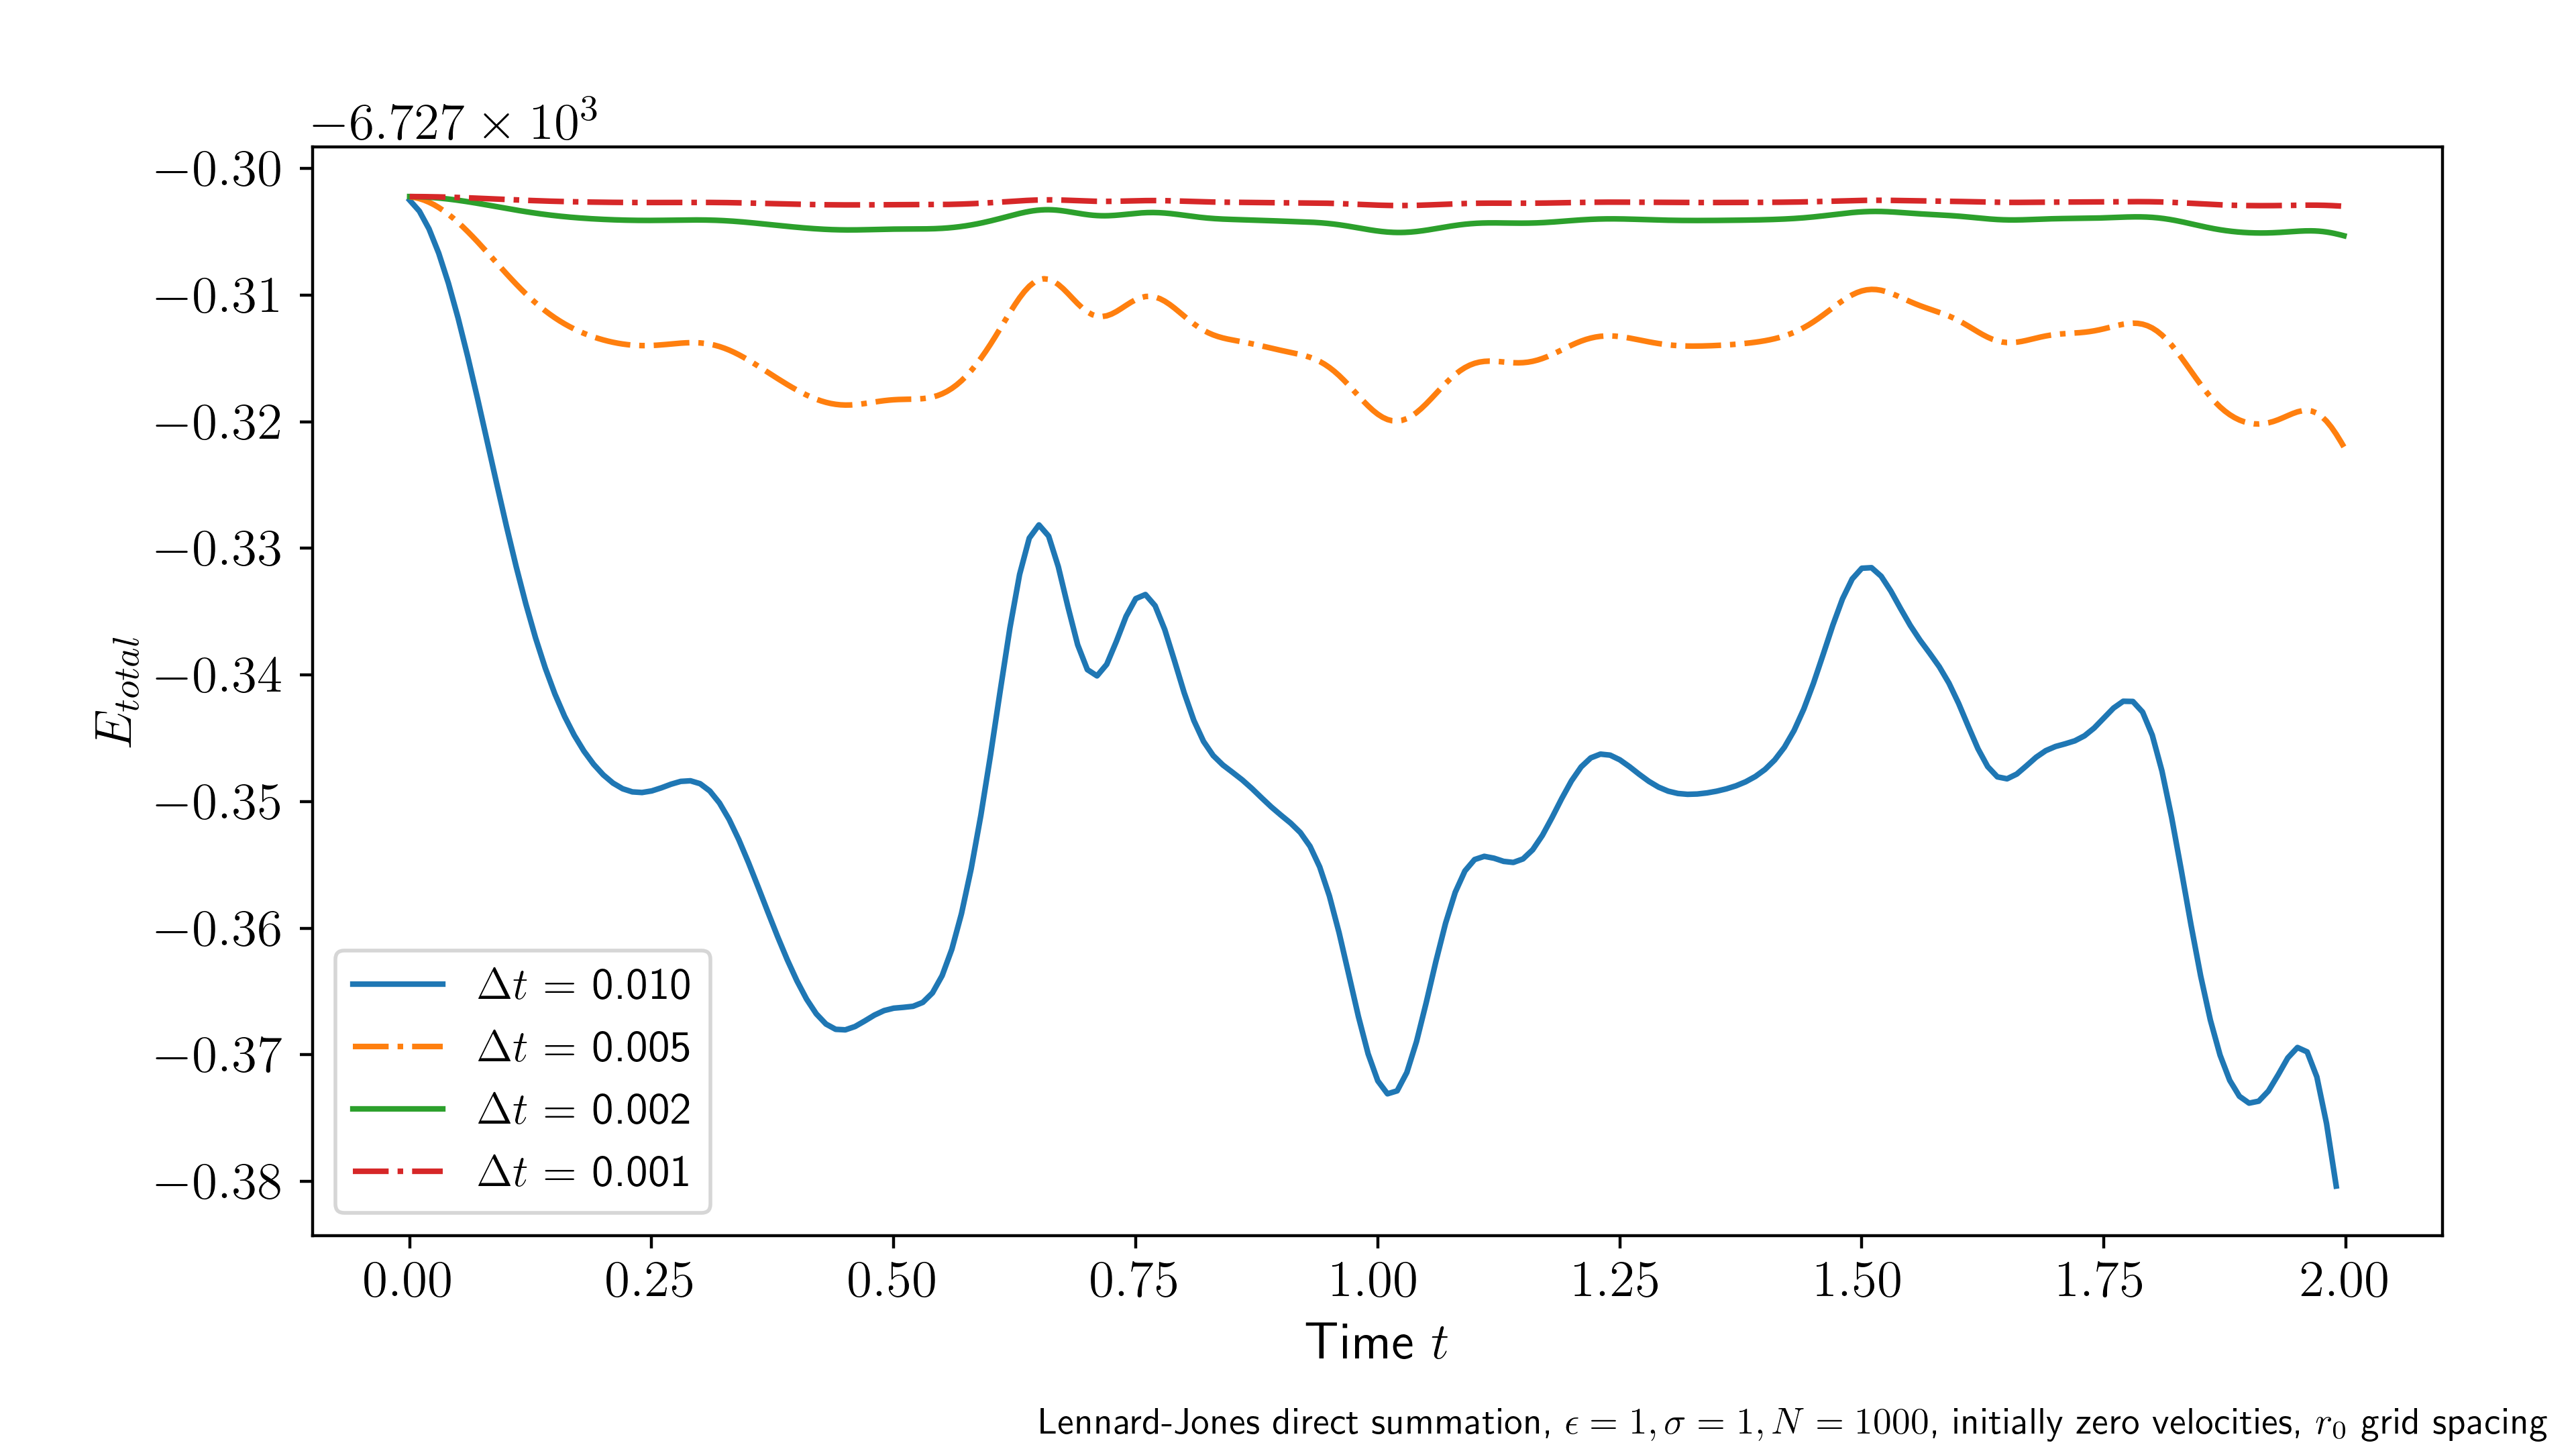 −6.727 × 10³
−0.30
−0.31
−0.32
−0.33
−0.34
−0.35
−0.36
−0.37
−0.38
E_total
Δt = 0.010
Δt = 0.005
Δt = 0.002
Δt = 0.001
0.00 0.25 0.50 0.75 1.00 1.25 1.50 1.75 2.00
Time t
Lennard-Jones direct summation, ϵ = 1, σ = 1, N = 1000, initially zero velocities, r₀ grid spacing